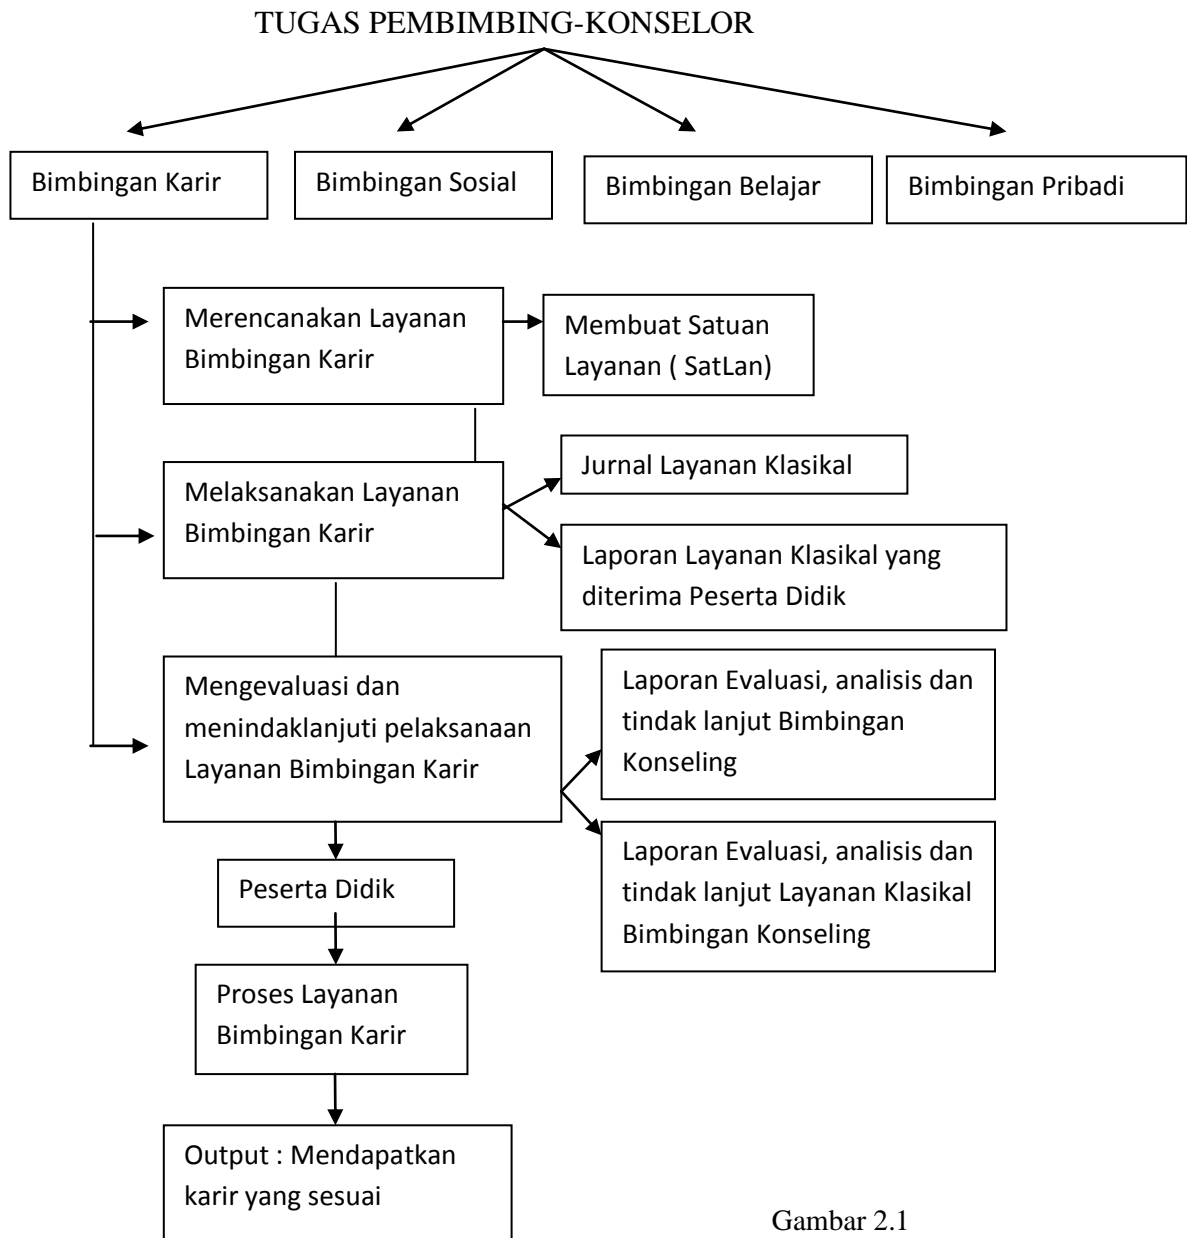 TUGAS PEMBIMBING-KONSELOR
Bimbingan Karir
Bimbingan Sosial
Bimbingan Belajar
Bimbingan Pribadi
Merencanakan Layanan
Bimbingan Karir
Membuat Satuan
Layanan ( SatLan)
Melaksanakan Layanan
Bimbingan Karir
Jurnal Layanan Klasikal
Laporan Layanan Klasikal yang
diterima Peserta Didik
Mengevaluasi dan
menindaklanjuti pelaksanaan
Layanan Bimbingan Karir
Laporan Evaluasi, analisis dan
tindak lanjut Bimbingan
Konseling
Laporan Evaluasi, analisis dan
tindak lanjut Layanan Klasikal
Bimbingan Konseling
Peserta Didik
Proses Layanan
Bimbingan Karir
Output : Mendapatkan
karir yang sesuai
Gambar 2.1